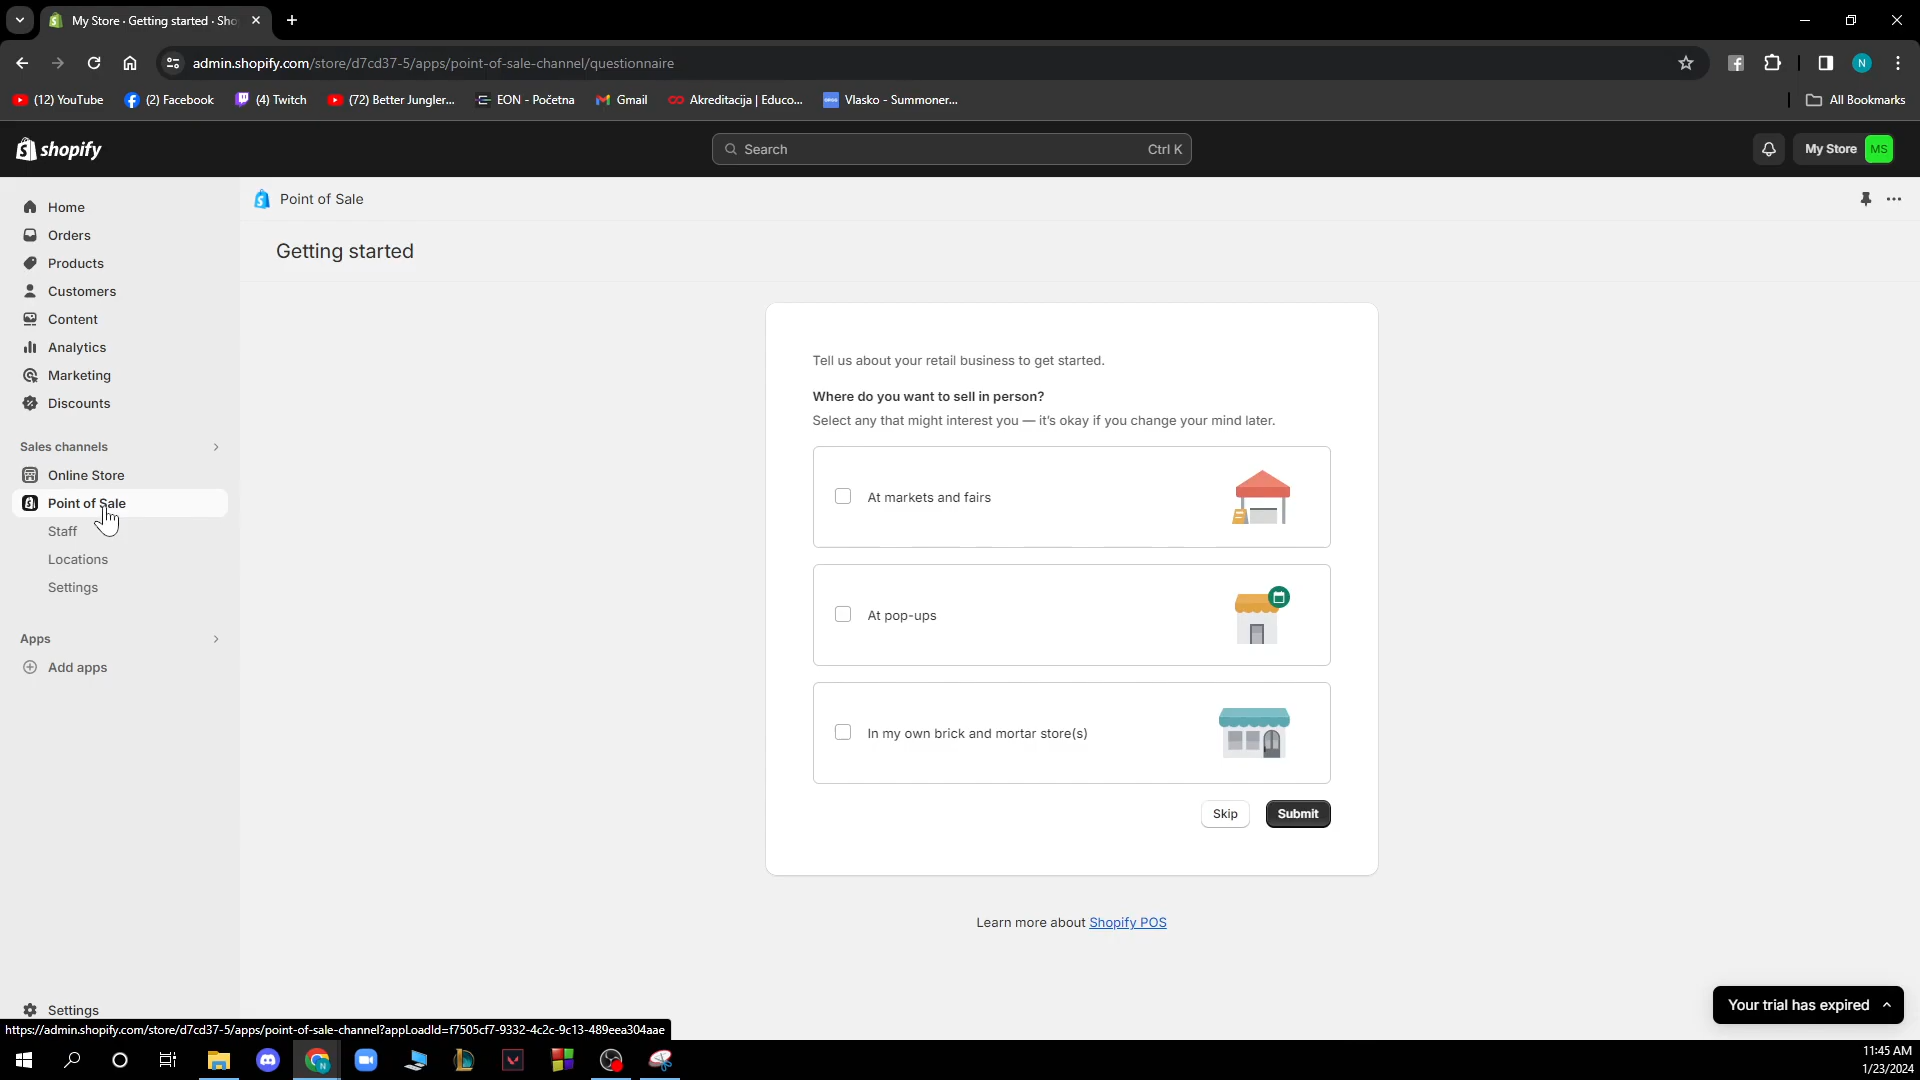 My Store · Getting started · Sho
admin.shopify.com/store/d7cd37-5/apps/point-of-sale-channel/questionnaire
N
(12) YouTube
(2) Facebook
(4) Twitch
(72) Better Jungler...
EON - Početna
Gmail
Akreditacija | Educo...
Vlasko - Summoner...
All Bookmarks
shopify
Search
Ctrl K
My Store
MS
Home
Orders
Products
Customers
Content
Analytics
Marketing
Discounts
Sales channels
Online Store
Point of Sale
Staff
Locations
Settings
Apps
Add apps
Settings
Point of Sale
Getting started
Tell us about your retail business to get started.
Where do you want to sell in person?
Select any that might interest you — it's okay if you change your mind later.
At markets and fairs
At pop-ups
In my own brick and mortar store(s)
Skip
Submit
Learn more about Shopify POS
Your trial has expired
https://admin.shopify.com/store/d7cd37-5/apps/point-of-sale-channel?appLoadId=f7505cf7-9332-4c2c-9c13-489eea304aae
11:45 AM
1/23/2024